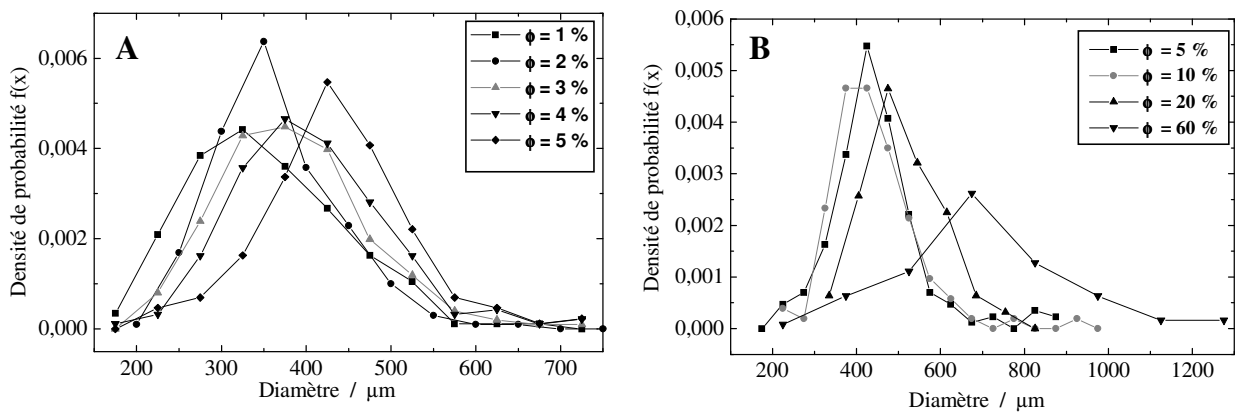 A
ϕ = 1 %
ϕ = 2 %
ϕ = 3 %
ϕ = 4 %
ϕ = 5 %
Densité de probabilité f(x)
0,006
0,004
0,002
0,000
200 300 400 500 600 700
Diamètre / µm
B
ϕ = 5 %
ϕ = 10 %
ϕ = 20 %
ϕ = 60 %
Densité de probabilité f(x)
0,006
0,005
0,004
0,003
0,002
0,001
0,000
200 400 600 800 1000 1200
Diamètre / µm